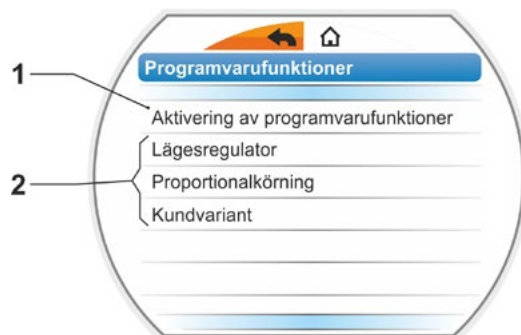 Programvarufunktioner
1
Aktivering av programvarufunktioner
Lägesregulator
2
Proportionalkörning
Kundvariant